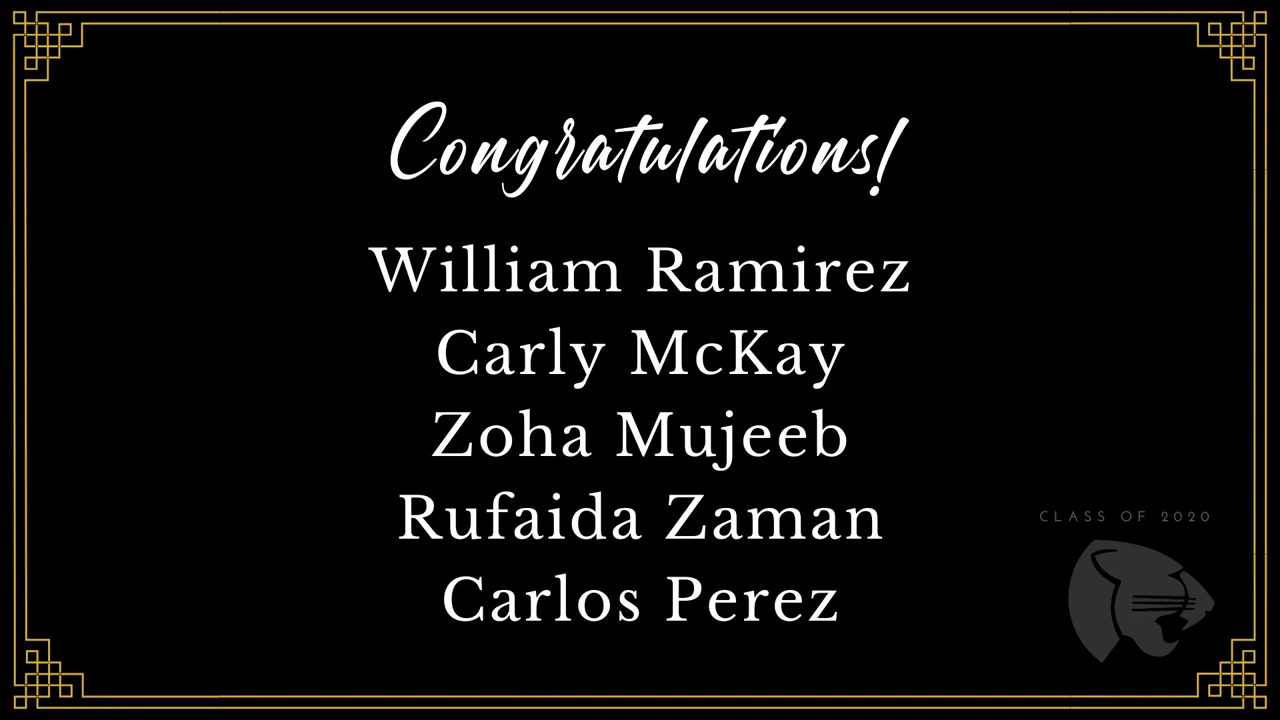 Congratulations!
William Ramirez
Carly McKay
Zoha Mujeeb
Rufaida Zaman
Carlos Perez
CLASS OF 2020